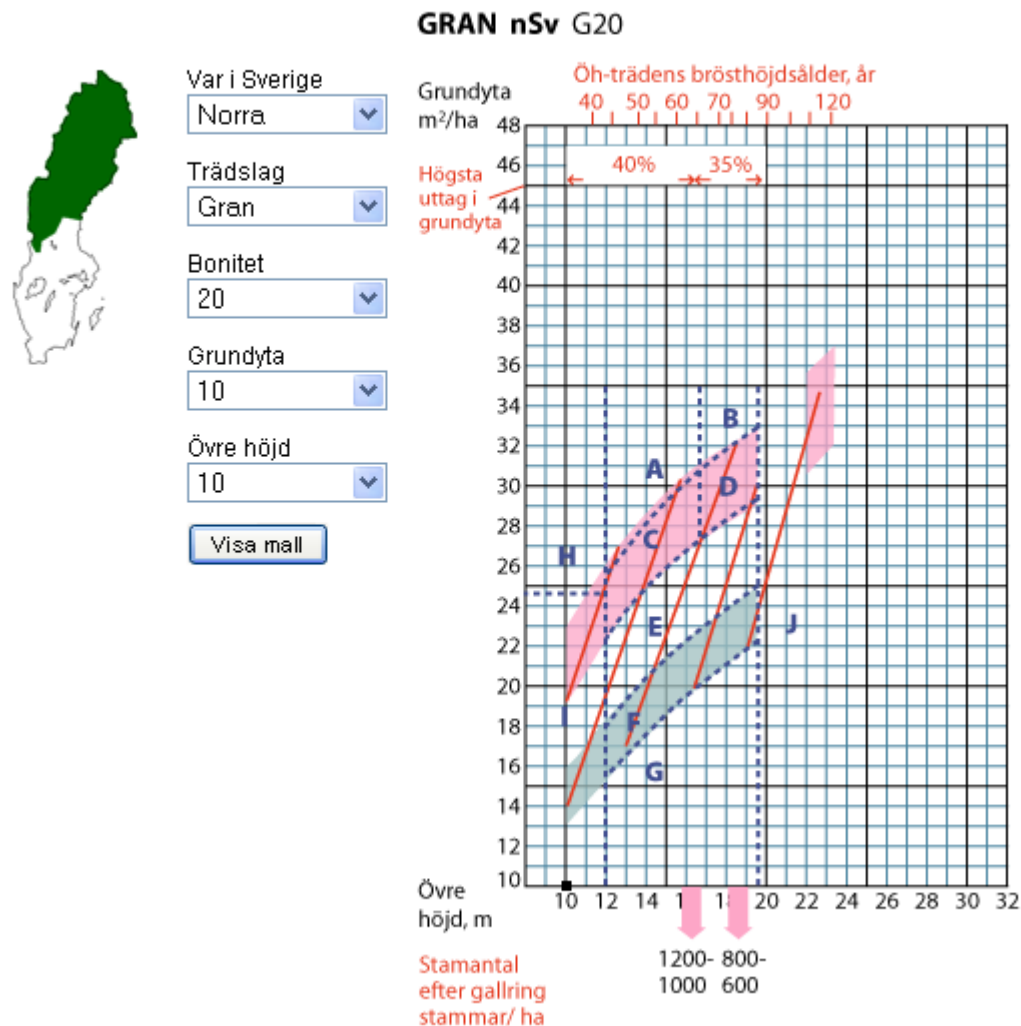 GRAN nSv G20
Var i Sverige
Norra
Trädslag
Gran
Bonitet
20
Grundyta
10
Övre höjd
10
Visa mall
Grundyta
m²/ha
Öh-trädens brösthöjdsålder, år
40 50 60 70 80 90 120
Högsta
uttag i
grundyta
40% 35%
48
46
44
42
40
38
36
34
32
30
28
26
24
22
20
18
16
14
12
10
B
A
D
C
H
E
J
I
F
G
Övre
höjd, m
10 12 14 18 20 22 24 26 28 30 32
Stamantal
efter gallring
stammar/ ha
1200- 800-
1000 600